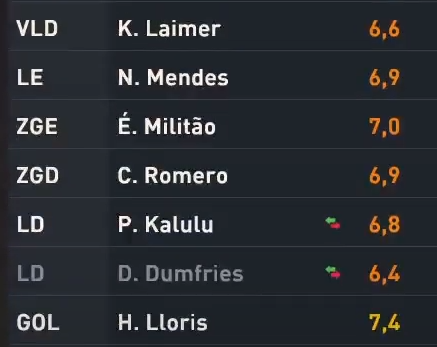 VLD K. Laimer 6,6
LE N. Mendes 6,9
ZGE É. Militão 7,0
ZGD C. Romero 6,9
LD P. Kalulu 6,8
LD D. Dumfries 6,4
GOL H. Lloris 7,4